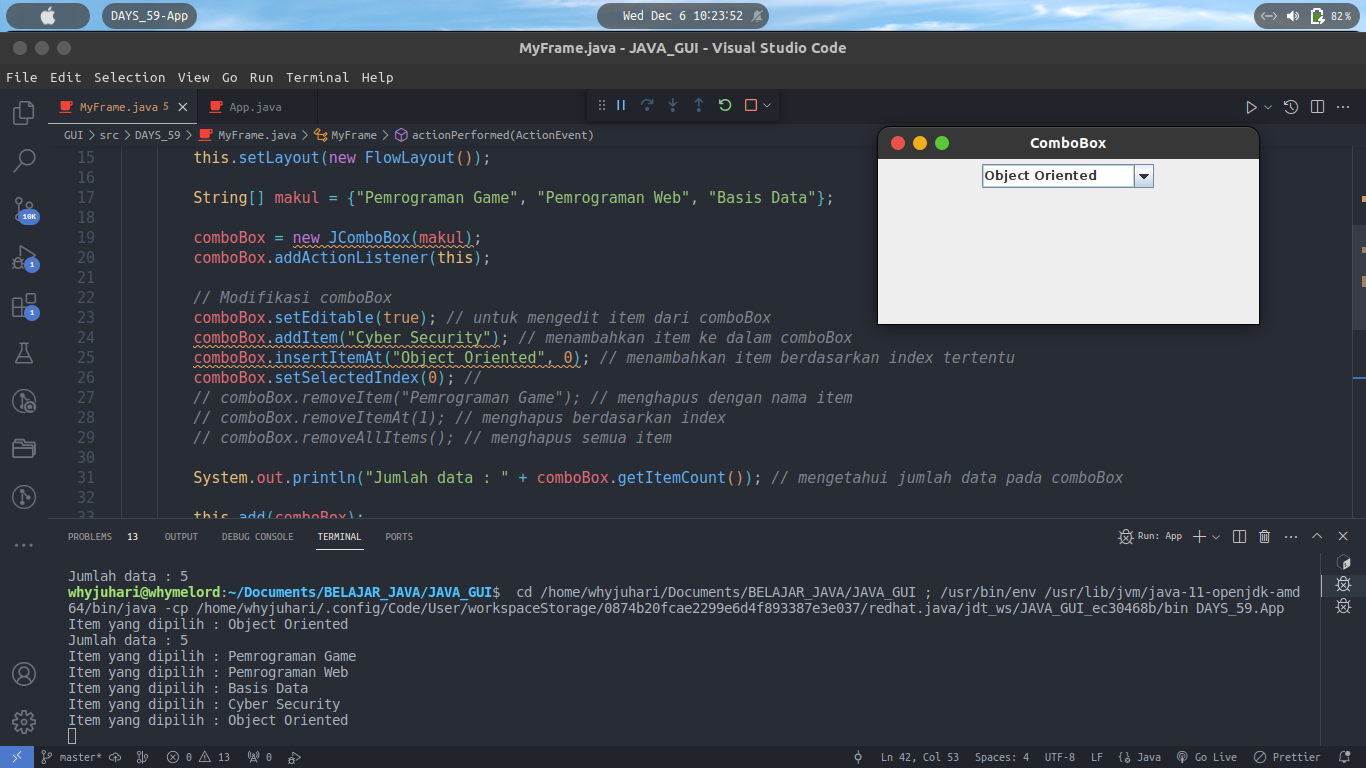 DAYS_59-App
Wed Dec 6 10:23:52
82%
MyFrame.java - JAVA_GUI - Visual Studio Code
File Edit Selection View Go Run Terminal Help
MyFrame.java 5
App.java
GUI > src > DAYS_59 > MyFrame.java > MyFrame > actionPerformed(ActionEvent)
15 this.setLayout(new FlowLayout());
16
17 String[] makul = {"Pemrograman Game", "Pemrograman Web", "Basis Data"};
18
19 comboBox = new JComboBox(makul);
20 comboBox.addActionListener(this);
21
22 // Modifikasi comboBox
23 comboBox.setEditable(true); // untuk mengedit item dari comboBox
24 comboBox.addItem("Cyber Security"); // menambahkan item ke dalam comboBox
25 comboBox.insertItemAt("Object Oriented", 0); // menambahkan item berdasarkan index tertentu
26 comboBox.setSelectedIndex(0); //
27 // comboBox.removeItem("Pemrograman Game"); // menghapus dengan nama item
28 // comboBox.removeItemAt(1); // menghapus berdasarkan index
29 // comboBox.removeAllItems(); // menghapus semua item
30
31 System.out.println("Jumlah data : " + comboBox.getItemCount()); // mengetahui jumlah data pada comboBox
32
33 this.add(comboBox);
ComboBox
Object Oriented
10K
1
1
PROBLEMS 13 OUTPUT DEBUG CONSOLE TERMINAL PORTS
Run: App
Jumlah data : 5
whyjuhari@whymelord:~/Documents/BELAJAR_JAVA/JAVA_GUI$ cd /home/whyjuhari/Documents/BELAJAR_JAVA/JAVA_GUI ; /usr/bin/env /usr/lib/jvm/java-11-openjdk-amd
64/bin/java -cp /home/whyjuhari/.config/Code/User/workspaceStorage/0874b20fcae2299e6d4f893387e3e037/redhat.java/jdt_ws/JAVA_GUI_ec30468b/bin DAYS_59.App
Item yang dipilih : Object Oriented
Jumlah data : 5
Item yang dipilih : Pemrograman Game
Item yang dipilih : Pemrograman Web
Item yang dipilih : Basis Data
Item yang dipilih : Cyber Security
Item yang dipilih : Object Oriented
master* 0 13 0 Ln 42, Col 53 Spaces: 4 UTF-8 LF Java Go Live Prettier